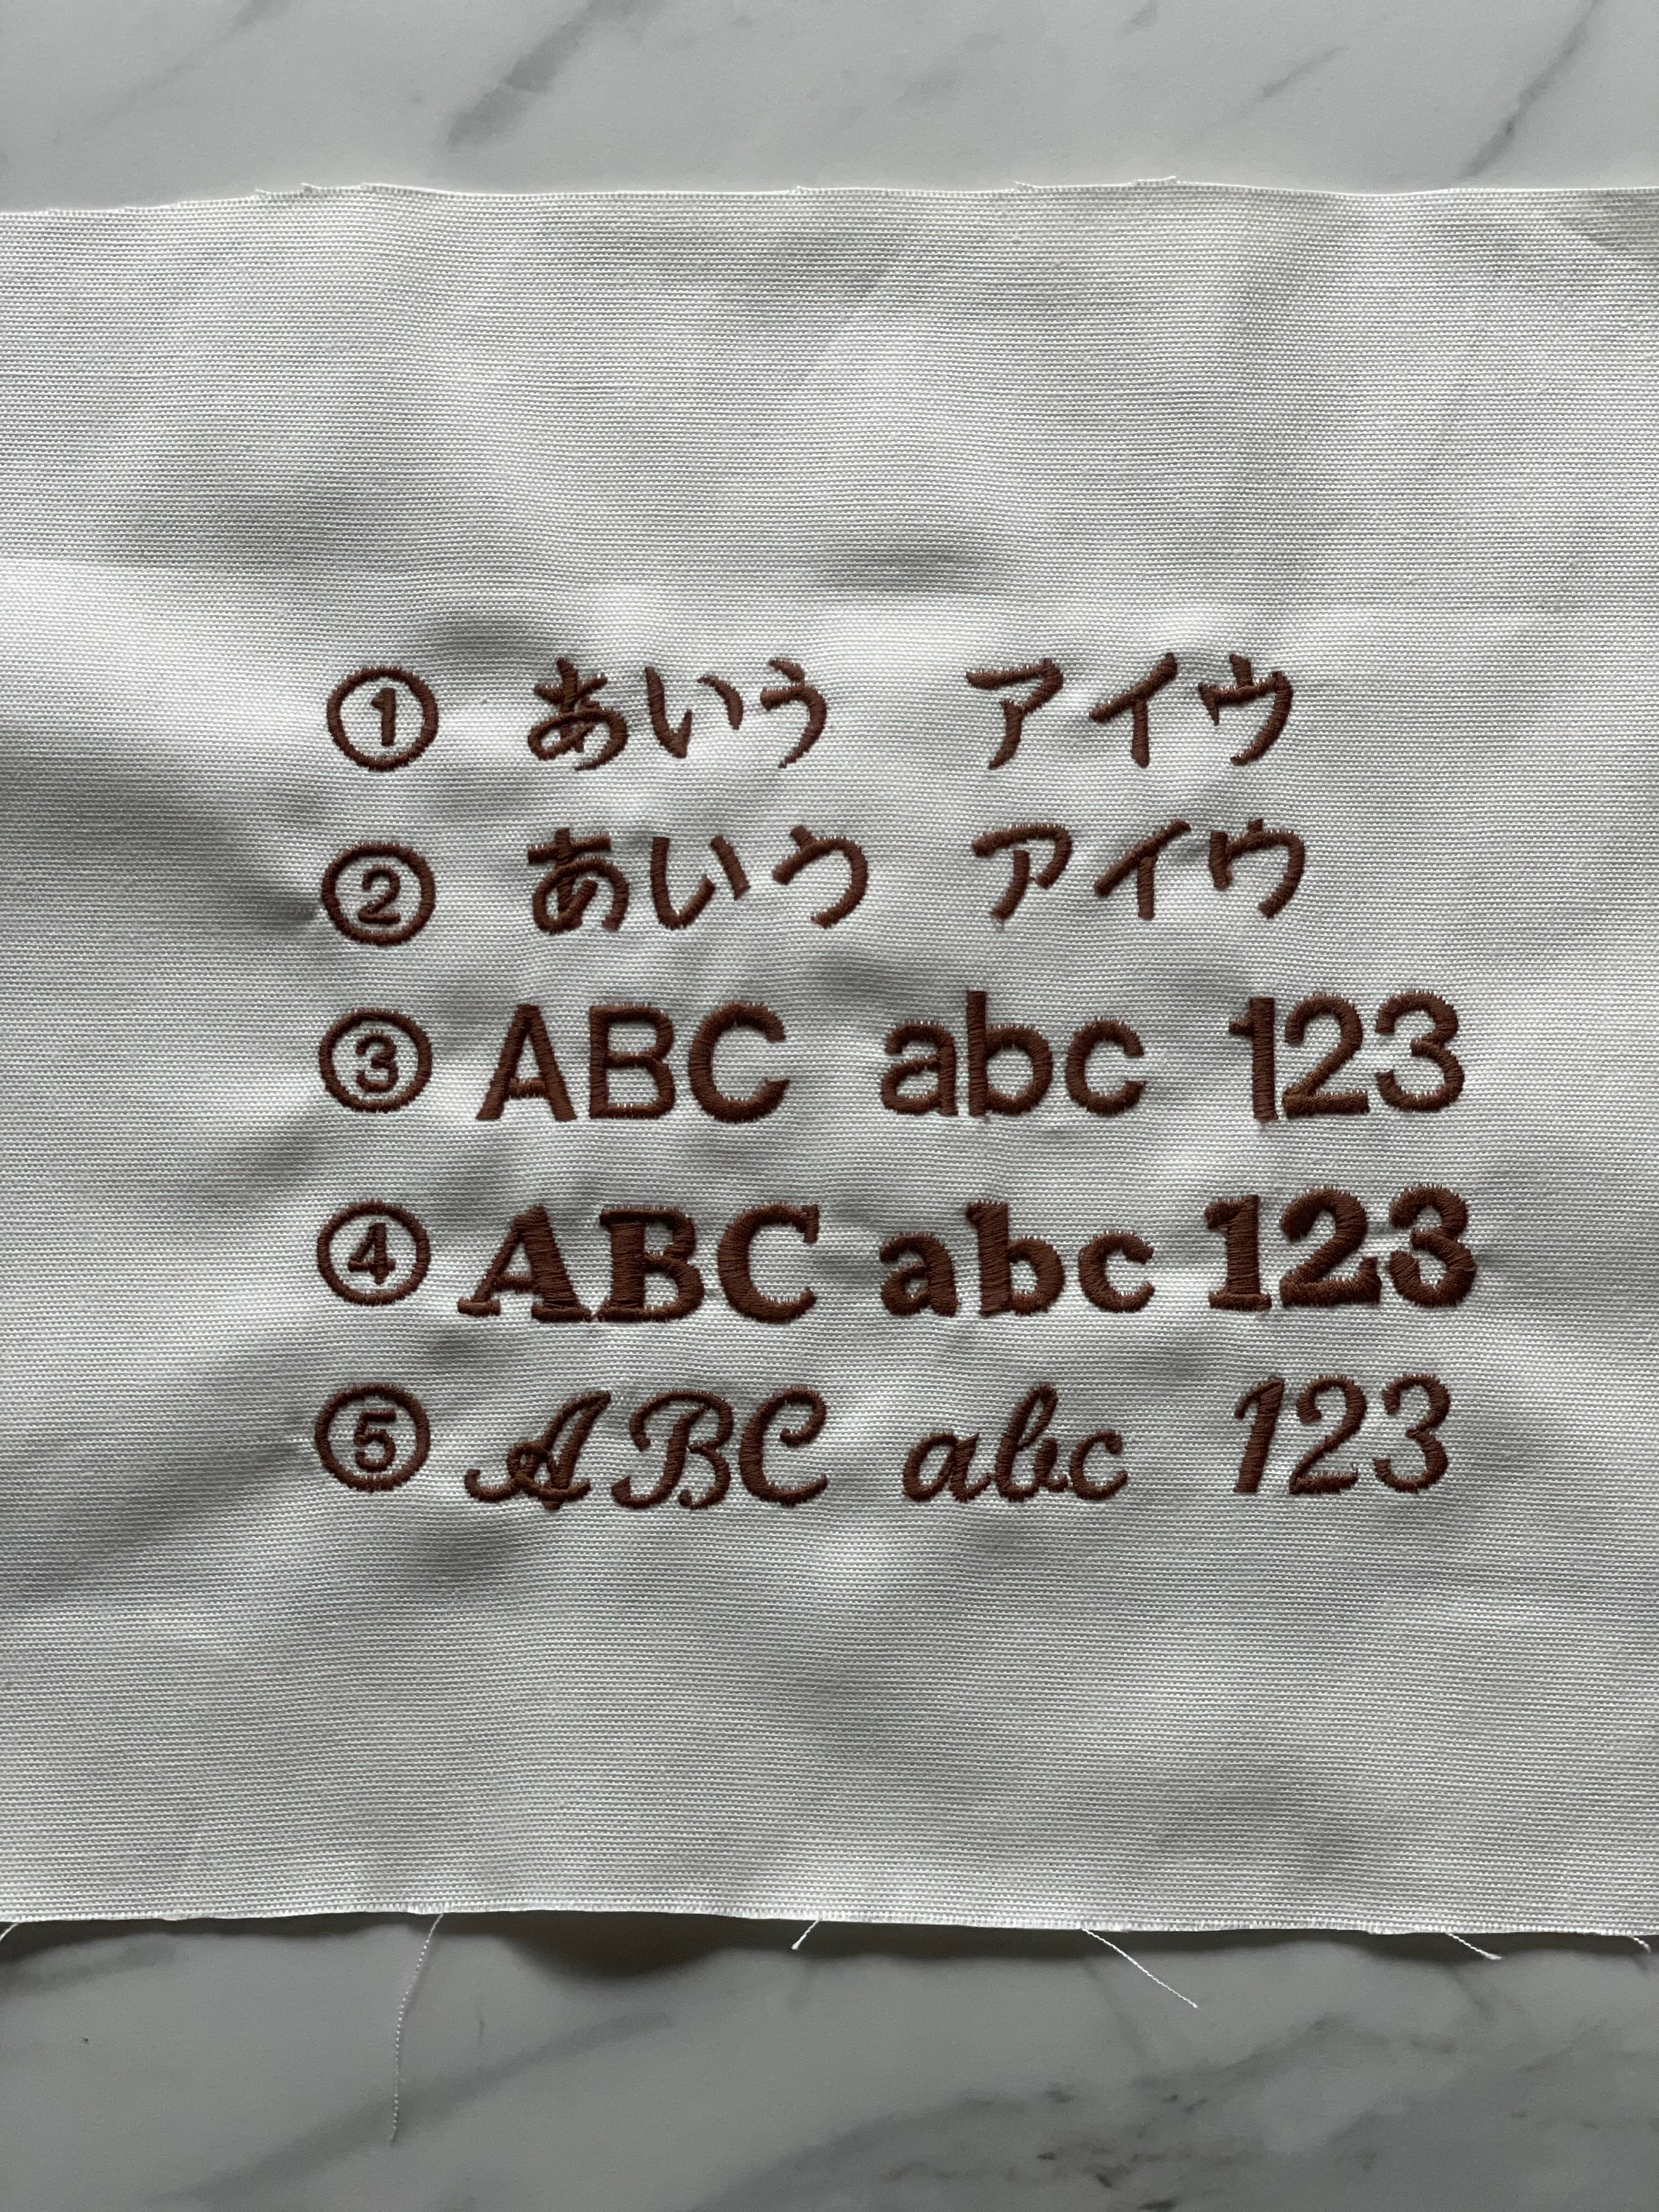 ① あいう アイウ
② あいう アイウ
③ ABC abc 123
④ ABC abc 123
⑤ ABC abc 123